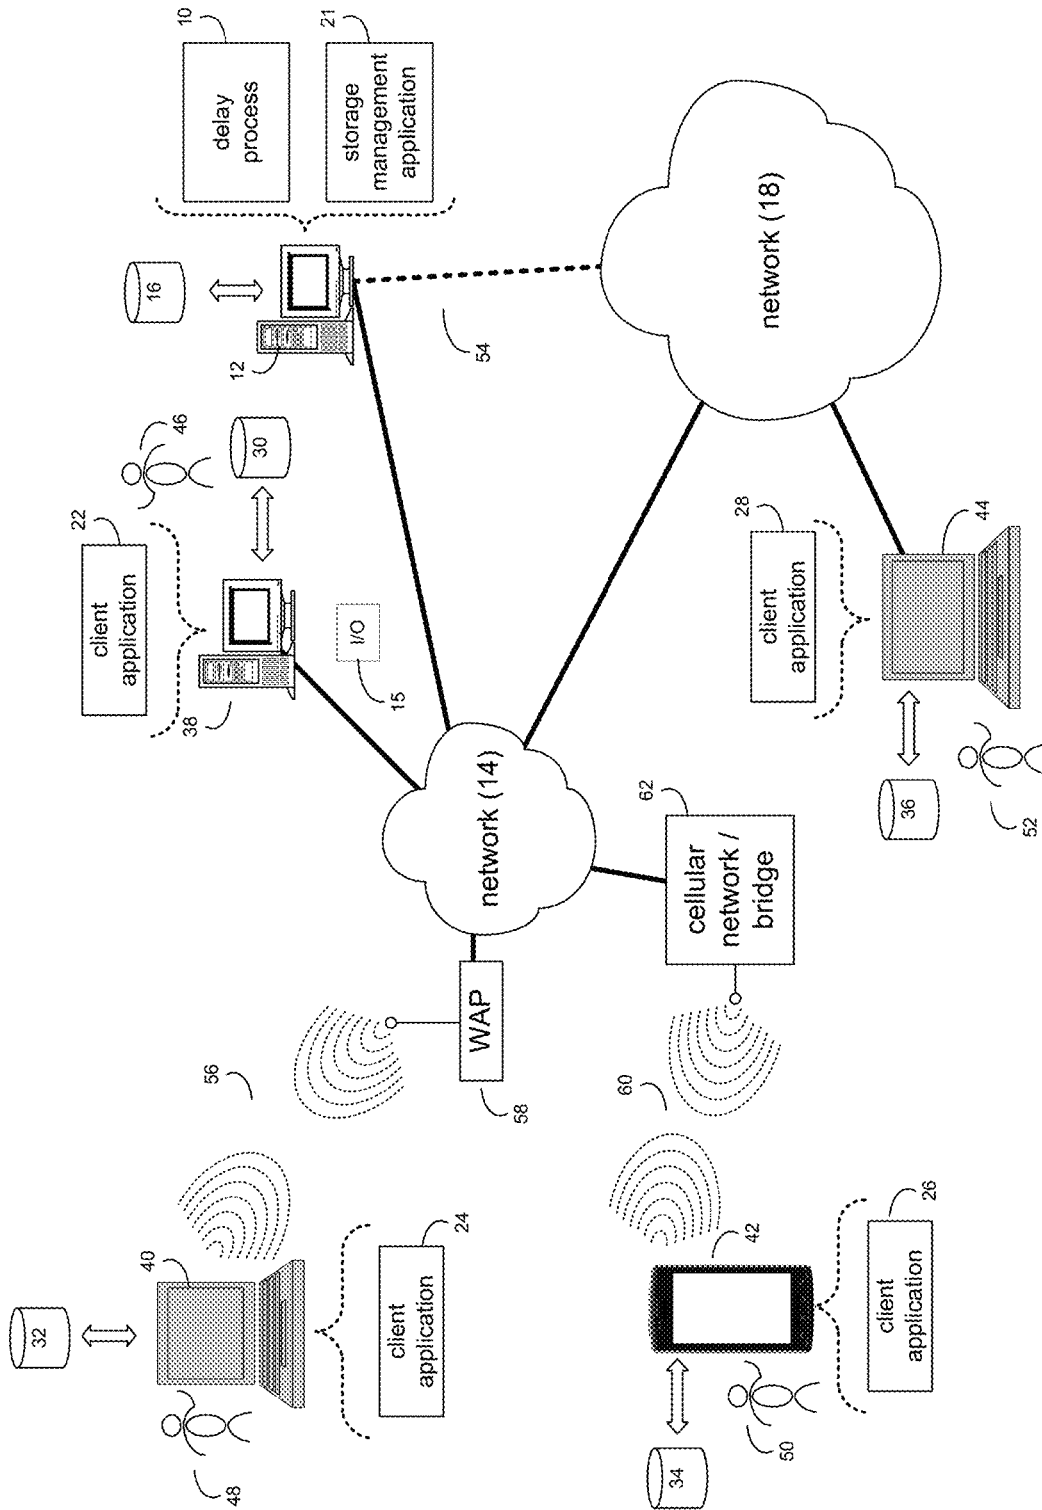 10
delay
process
21
storage
management
application
16
12
54
network (18)
46
30
22
client
application
38
I/O
15
network (14)
28
client
application
44
36
52
62
cellular
network /
bridge
WAP
58
56
60
32
40
24
client
application
48
42
26
client
application
34
50